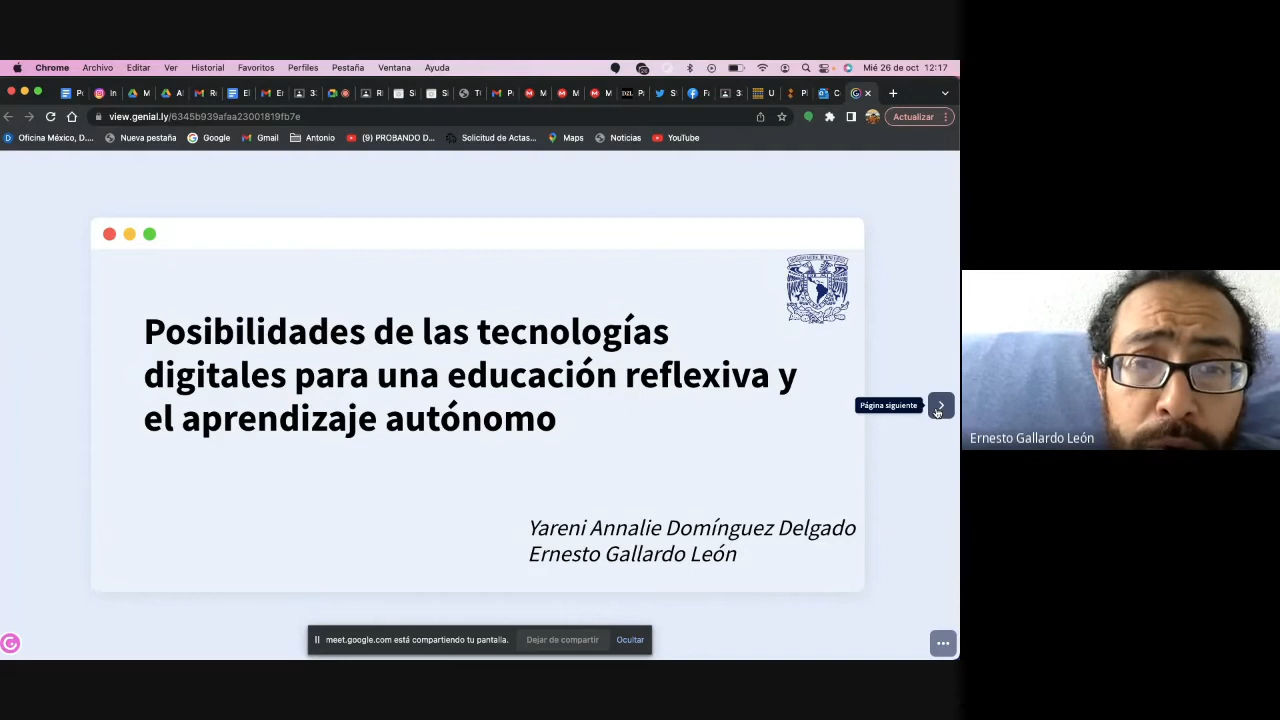 Chrome Archivo Editar Ver Historial Favoritos Perfiles Pestaña Ventana Ayuda Mié 26 de oct 12:17
view.genial.ly/6345b939afaa23001819fb7e Actualizar
Oficina México, D.... Nueva pestaña Google Gmail Antonio (9) PROBANDO D... Solicitud de Actas... Maps Noticias YouTube
Posibilidades de las tecnologías
digitales para una educación reflexiva y
el aprendizaje autónomo
Página siguiente
Ernesto Gallardo León
Yareni Annalie Domínguez Delgado
Ernesto Gallardo León
meet.google.com está compartiendo tu pantalla. Dejar de compartir Ocultar